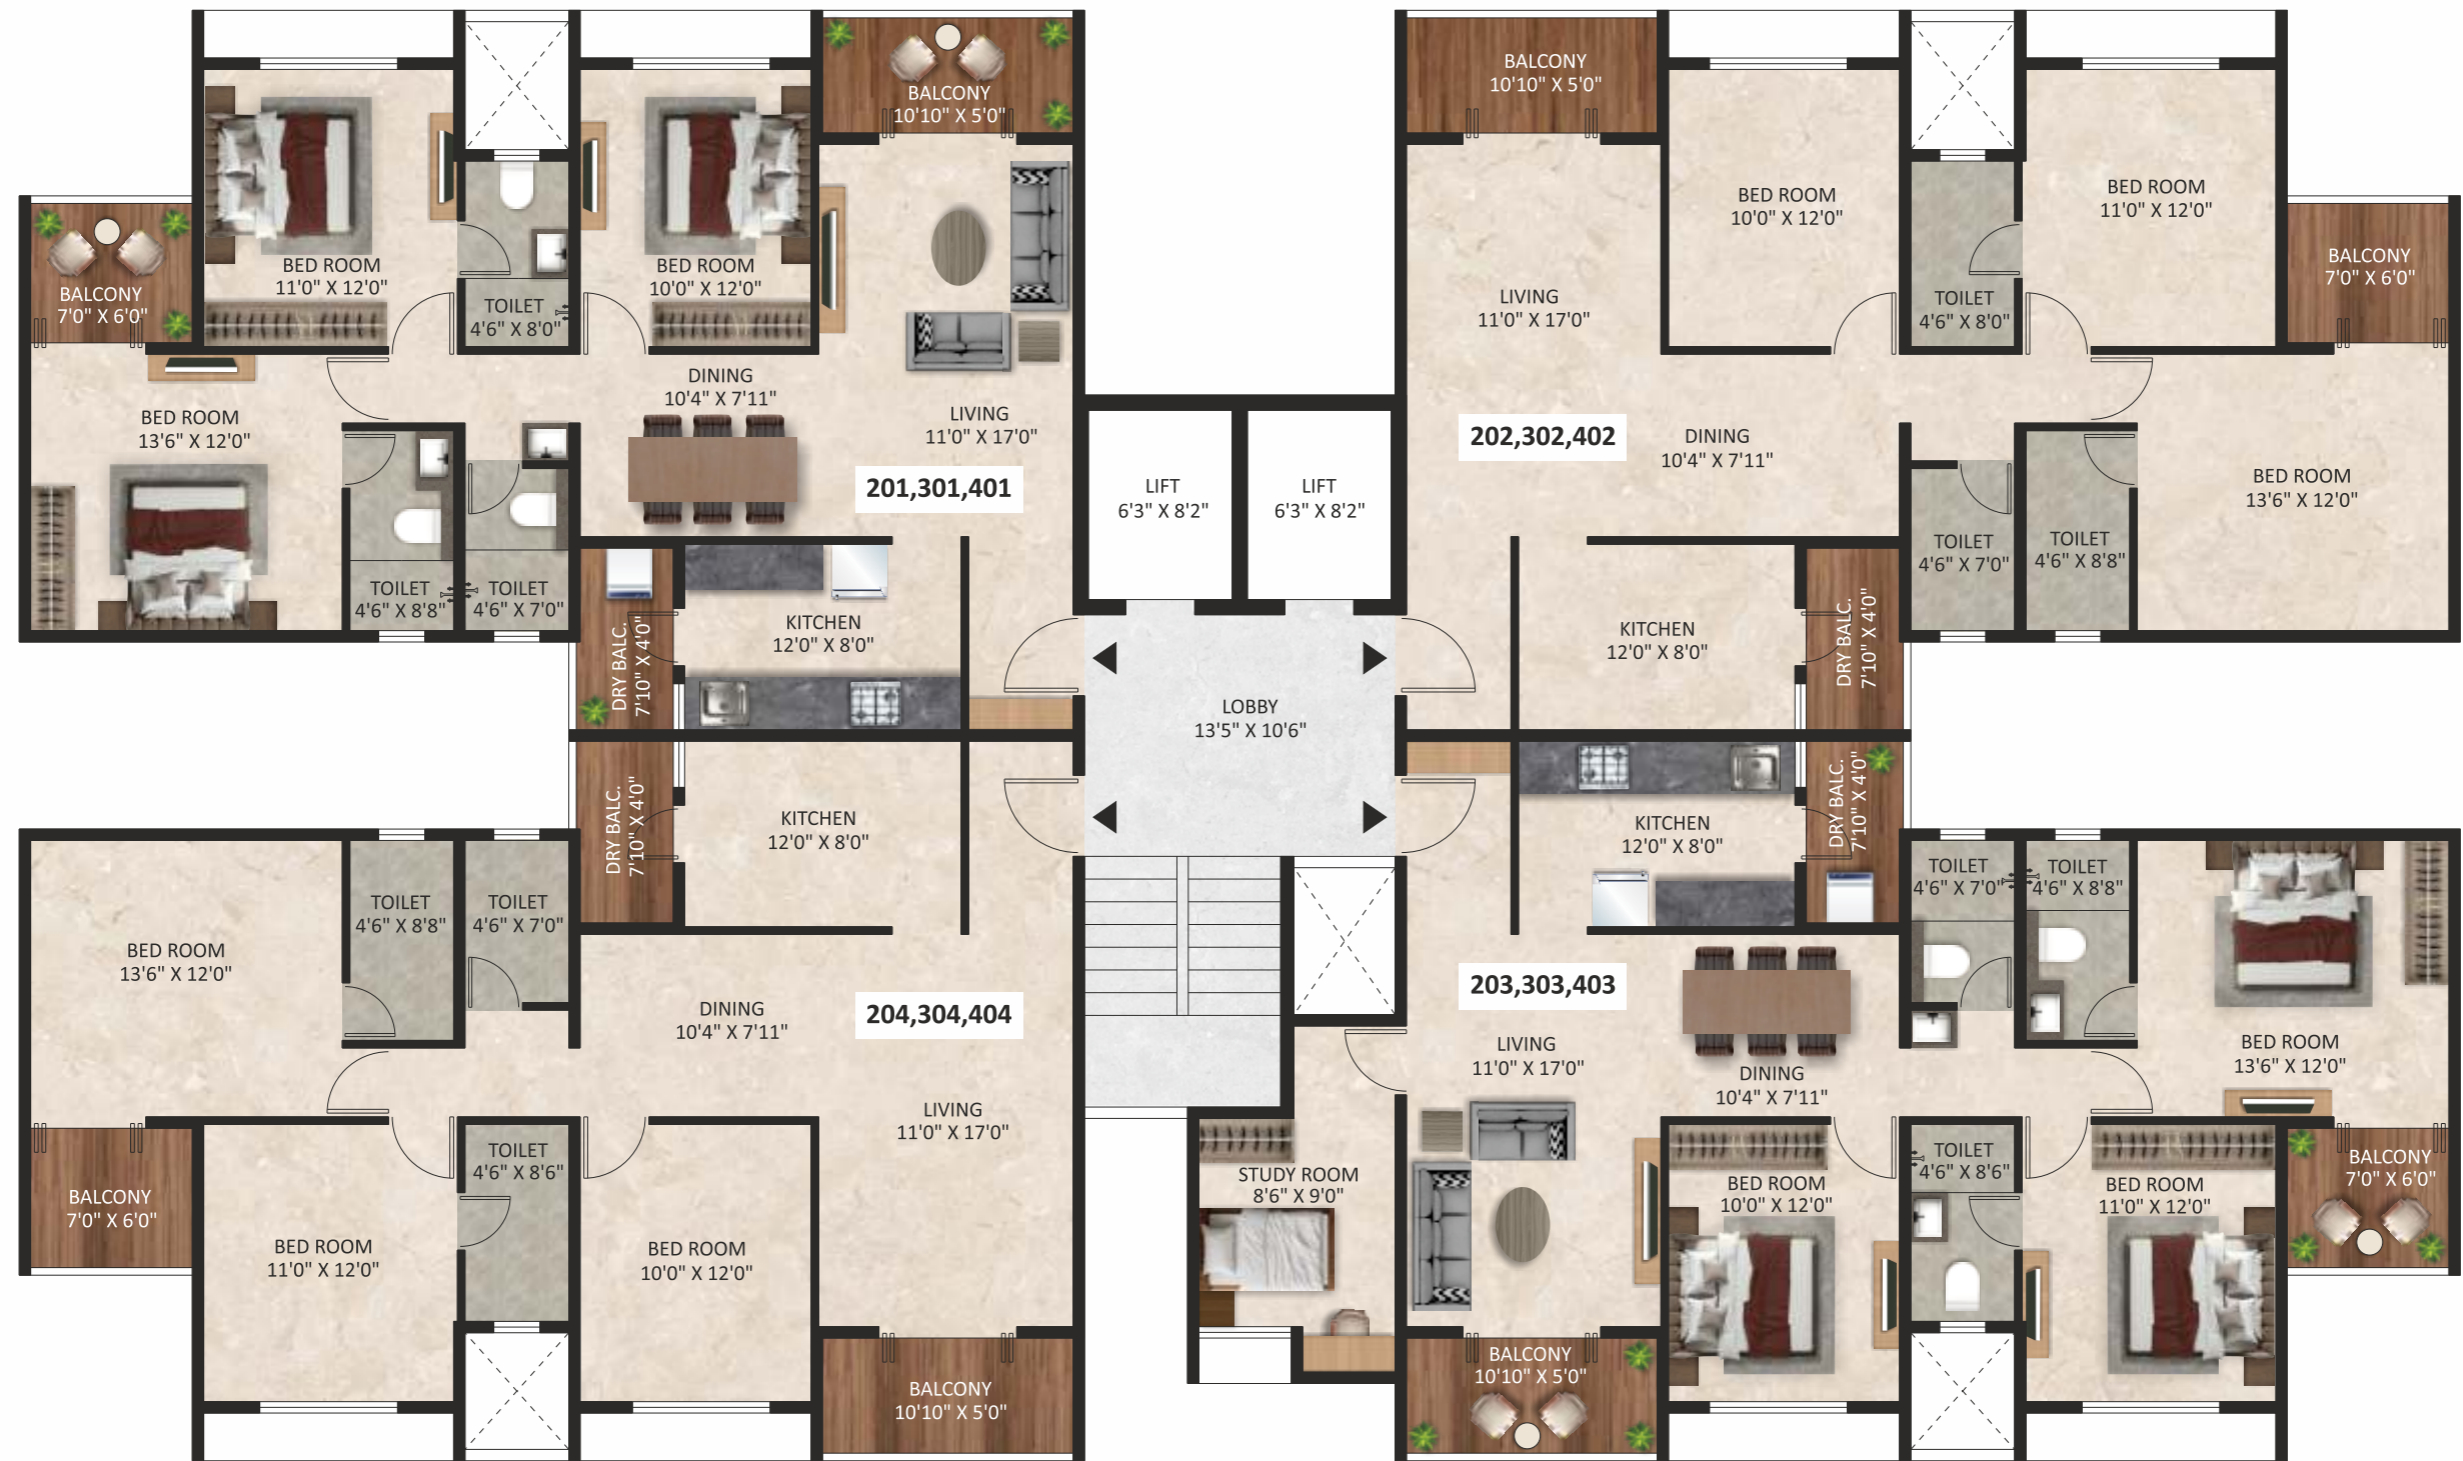 BALCONY
10'10" X 5'0"
BED ROOM
11'0" X 12'0"
BED ROOM
10'0" X 12'0"
TOILET
4'6" X 8'0"
BALCONY
7'0" X 6'0"
DINING
10'4" X 7'11"
LIVING
11'0" X 17'0"
BED ROOM
13'6" X 12'0"
201,301,401
TOILET
4'6" X 8'8"
TOILET
4'6" X 7'0"
KITCHEN
12'0" X 8'0"
DRY BALC.
7'10" X 4'0"
LIFT
6'3" X 8'2"
LIFT
6'3" X 8'2"
LOBBY
13'5" X 10'6"
BALCONY
10'10" X 5'0"
BED ROOM
10'0" X 12'0"
BED ROOM
11'0" X 12'0"
BALCONY
7'0" X 6'0"
LIVING
11'0" X 17'0"
TOILET
4'6" X 8'0"
202,302,402
DINING
10'4" X 7'11"
BED ROOM
13'6" X 12'0"
TOILET
4'6" X 7'0"
TOILET
4'6" X 8'8"
KITCHEN
12'0" X 8'0"
DRY BALC.
7'10" X 4'0"
DRY BALC.
7'10" X 4'0"
KITCHEN
12'0" X 8'0"
TOILET
4'6" X 8'8"
TOILET
4'6" X 7'0"
BED ROOM
13'6" X 12'0"
DINING
10'4" X 7'11"
204,304,404
LIVING
11'0" X 17'0"
TOILET
4'6" X 8'6"
BALCONY
7'0" X 6'0"
BED ROOM
11'0" X 12'0"
BED ROOM
10'0" X 12'0"
BALCONY
10'10" X 5'0"
KITCHEN
12'0" X 8'0"
DRY BALC.
7'10" X 4'0"
TOILET
4'6" X 7'0"
TOILET
4'6" X 8'8"
203,303,403
LIVING
11'0" X 17'0"
DINING
10'4" X 7'11"
BED ROOM
13'6" X 12'0"
STUDY ROOM
8'6" X 9'0"
BED ROOM
10'0" X 12'0"
TOILET
4'6" X 8'6"
BED ROOM
11'0" X 12'0"
BALCONY
7'0" X 6'0"
BALCONY
10'10" X 5'0"